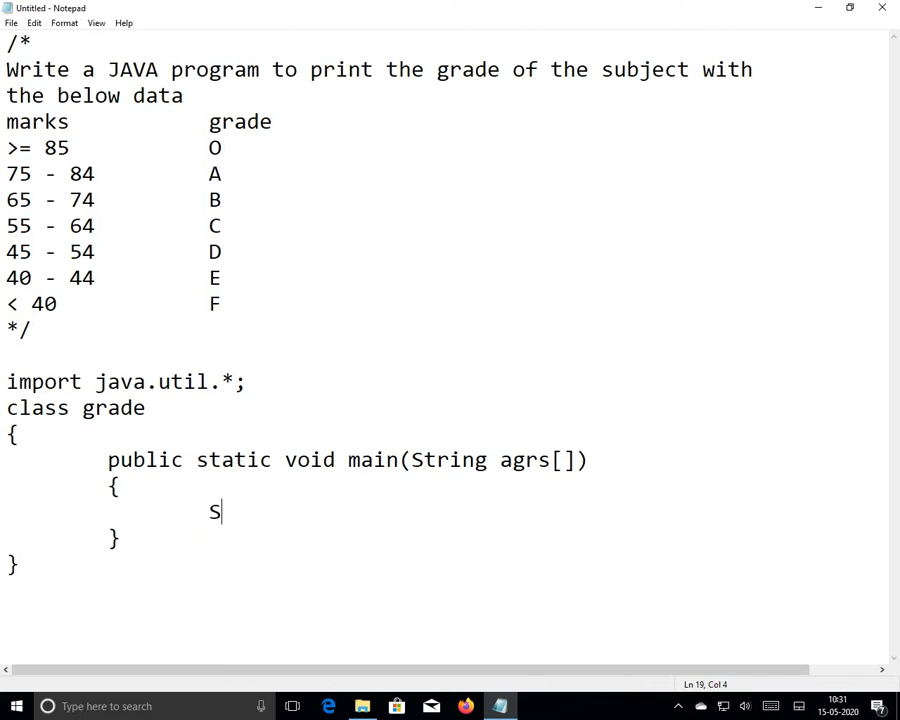 Untitled - Notepad
File Edit Format View Help
/*
Write a JAVA program to print the grade of the subject with
the below data
marks grade
>= 85 O
75 - 84 A
65 - 74 B
55 - 64 C
45 - 54 D
40 - 44 E
< 40 F
*/
import java.util.*;
class grade
{
public static void main(String agrs[])
{
S
}
}
Ln 19, Col 4
Type here to search
10:31
15-05-2020
7